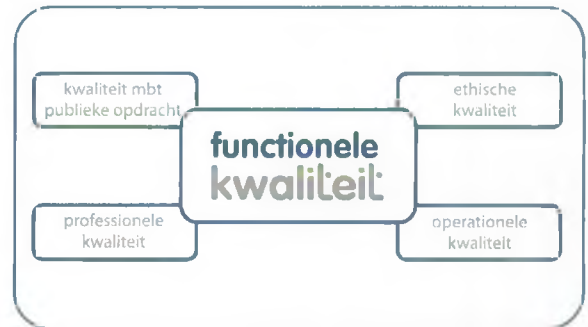 kwaliteit mbt
publieke opdracht
ethische
kwaliteit
functionele
kwaliteit
professionele
kwaliteit
operationele
kwaliteit